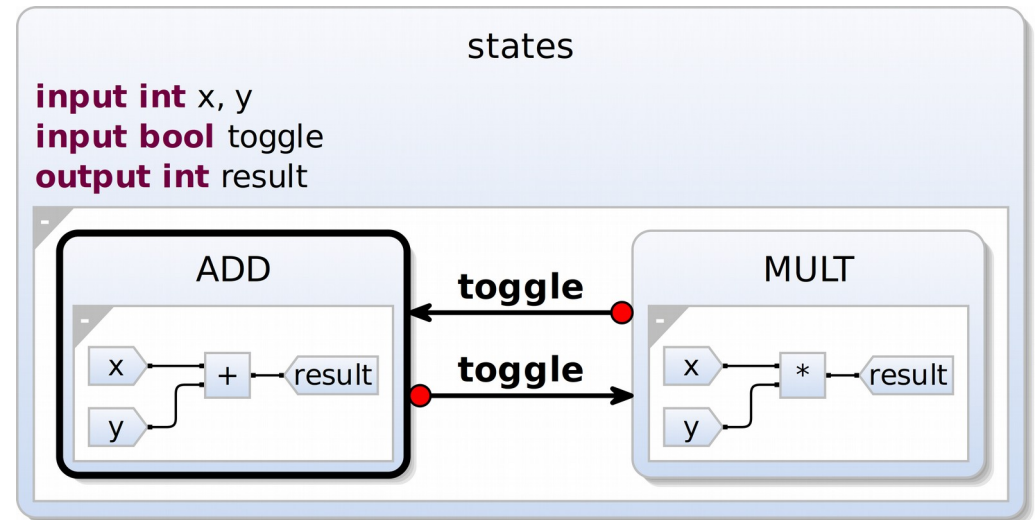 states
input int x, y
input bool toggle
output int result
-
ADD
toggle
MULT
-
x
+
result
y
toggle
-
x
*
result
y